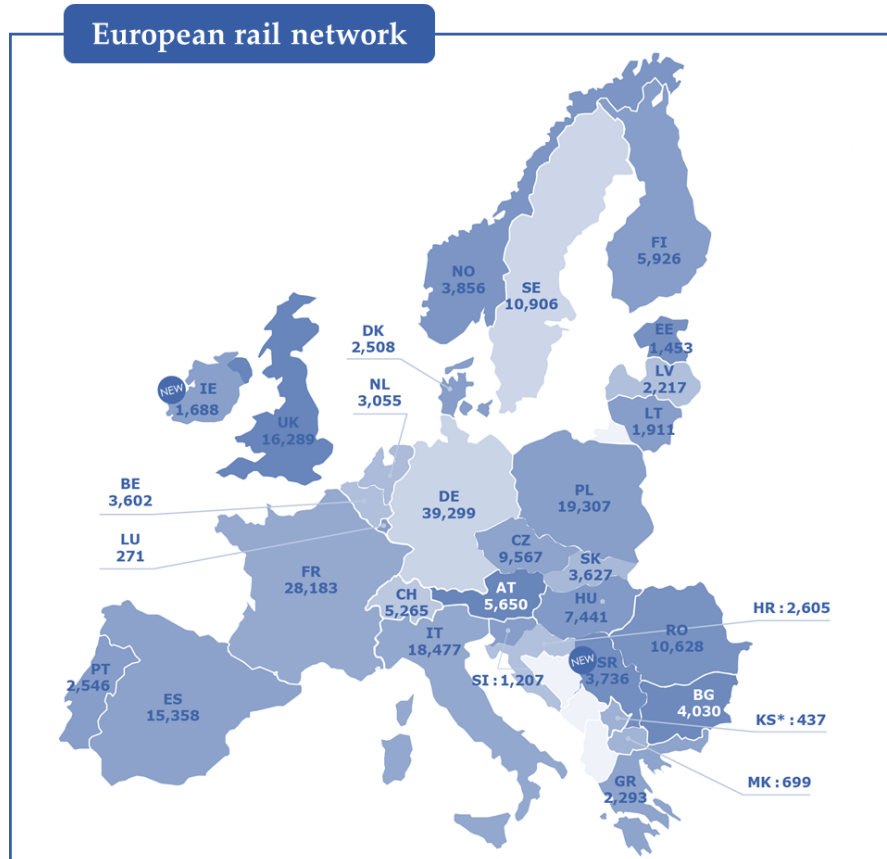 European rail network
FI
5,926
NO
3,856
SE
10,906
DK
2,508
EE
1,453
LV
2,217
NL
3,055
NEW
IE
1,688
LT
1,911
UK
16,289
BE
3,602
DE
39,299
PL
19,307
LU
271
CZ
9,567
SK
3,627
FR
28,183
CH
5,265
AT
5,650
HU
7,441
HR : 2,605
IT
18,477
RO
10,628
NEW
SR
3,736
PT
2,546
SI : 1,207
ES
15,358
BG
4,030
KS* : 437
MK : 699
GR
2,293